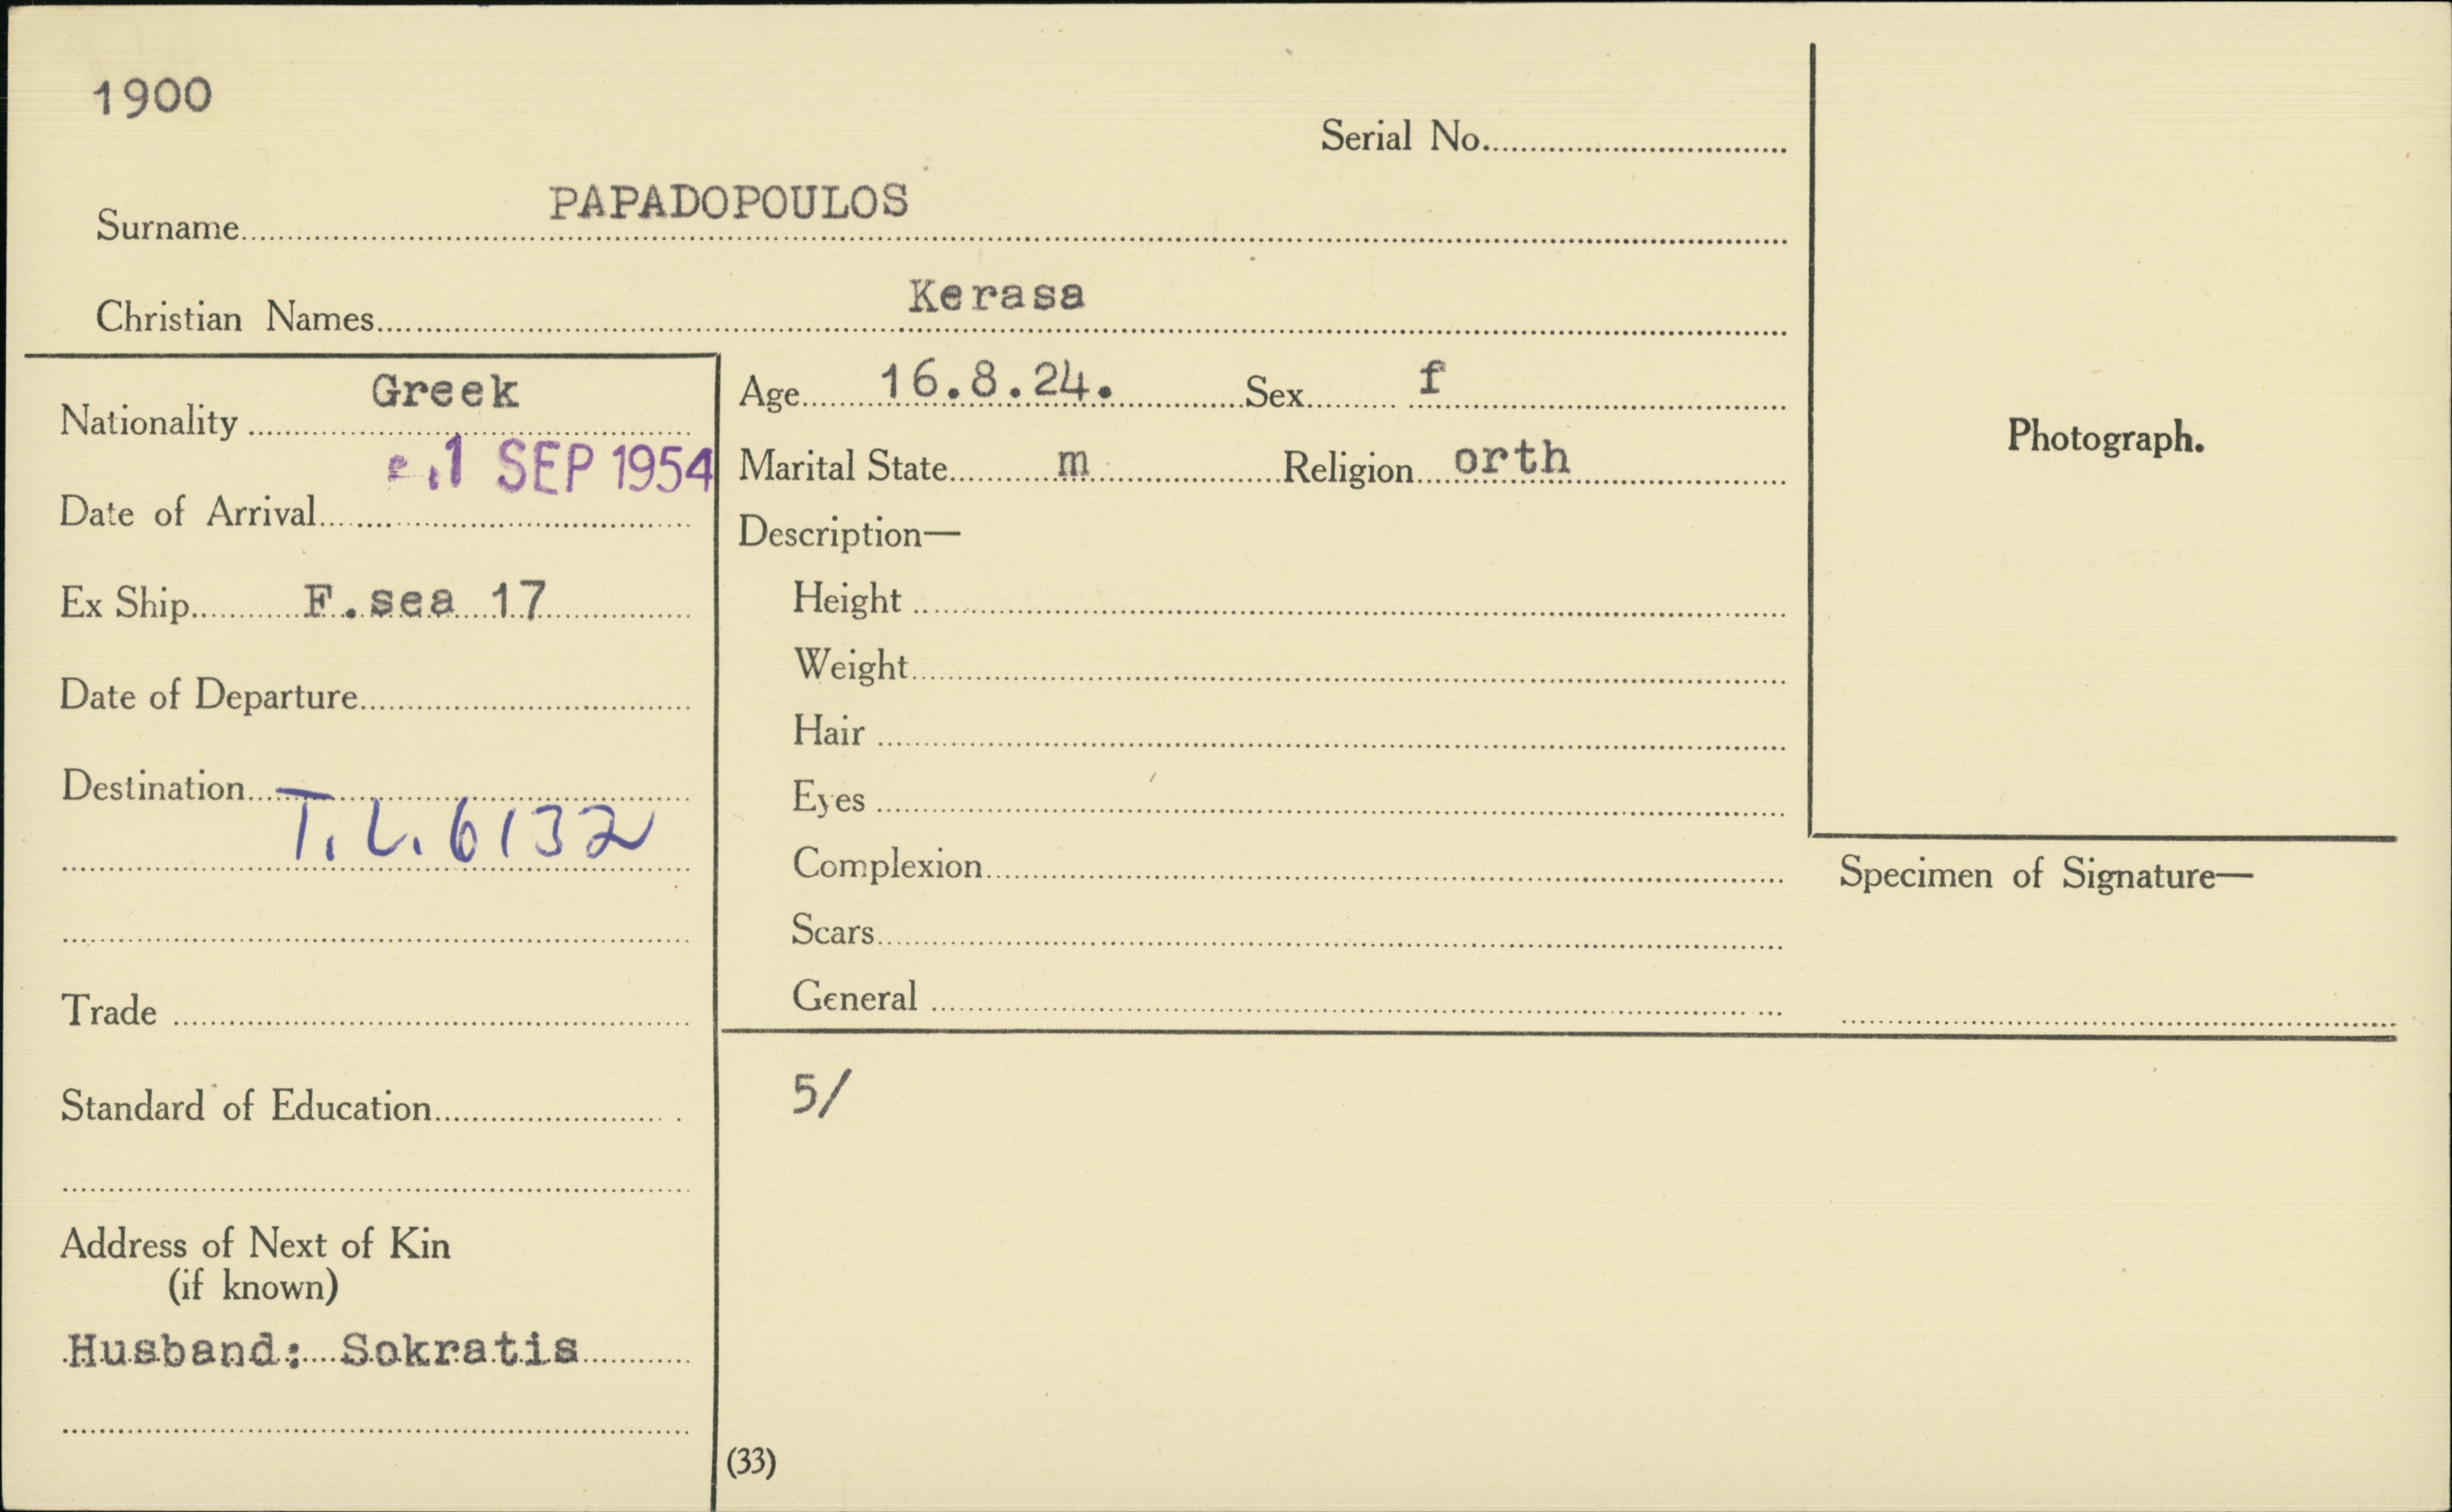 1900
Serial No.
Surname PAPADOPOULOS
Christian Names Kerasa
Nationality Greek
1 SEP 1954
Date of Arrival
Ex Ship F.sea 17
Date of Departure
Destination T.L. 6132
Trade
Standard of Education
Address of Next of Kin
(if known)
Husband: Sokratis
Age 16.8.24. Sex f
Marital State m Religion orth
Description—
Height
Weight
Hair
Eyes
Complexion
Scars
General
5/
(33)
Photograph.
Specimen of Signature—